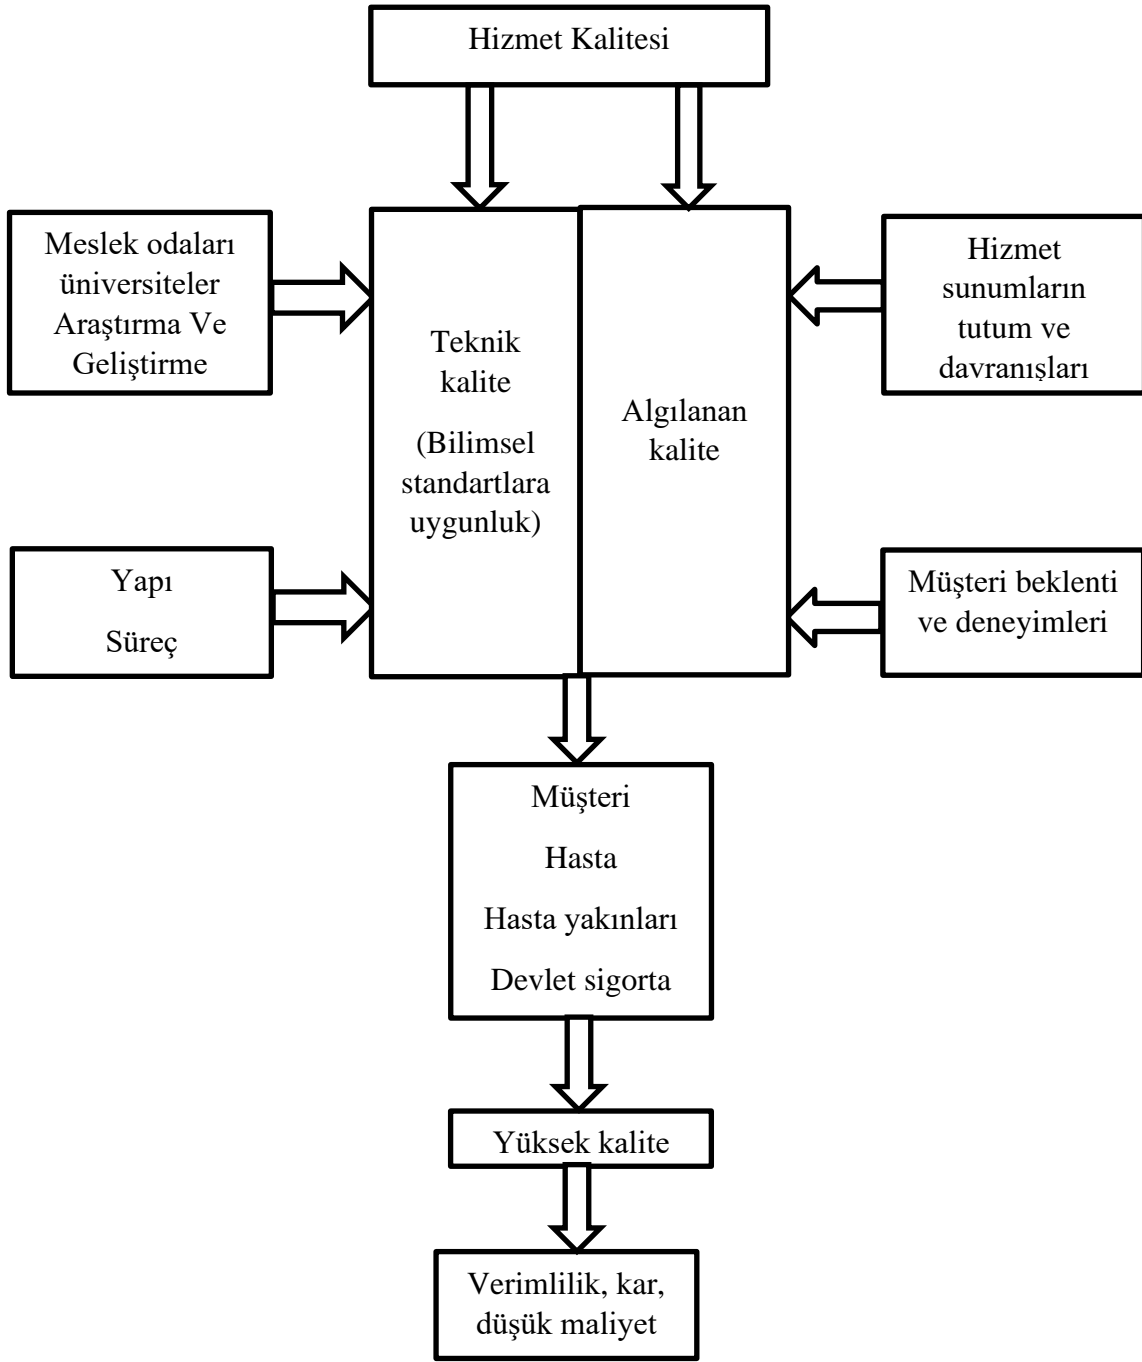 Hizmet Kalitesi
Meslek odaları
üniversiteler
Araştırma Ve
Geliştirme
Teknik
kalite
(Bilimsel
standartlara
uygunluk)
Algılanan
kalite
Hizmet
sunumların
tutum ve
davranışları
Yapı
Süreç
Müşteri beklenti
ve deneyimleri
Müşteri
Hasta
Hasta yakınları
Devlet sigorta
Yüksek kalite
Verimlilik, kar,
düşük maliyet